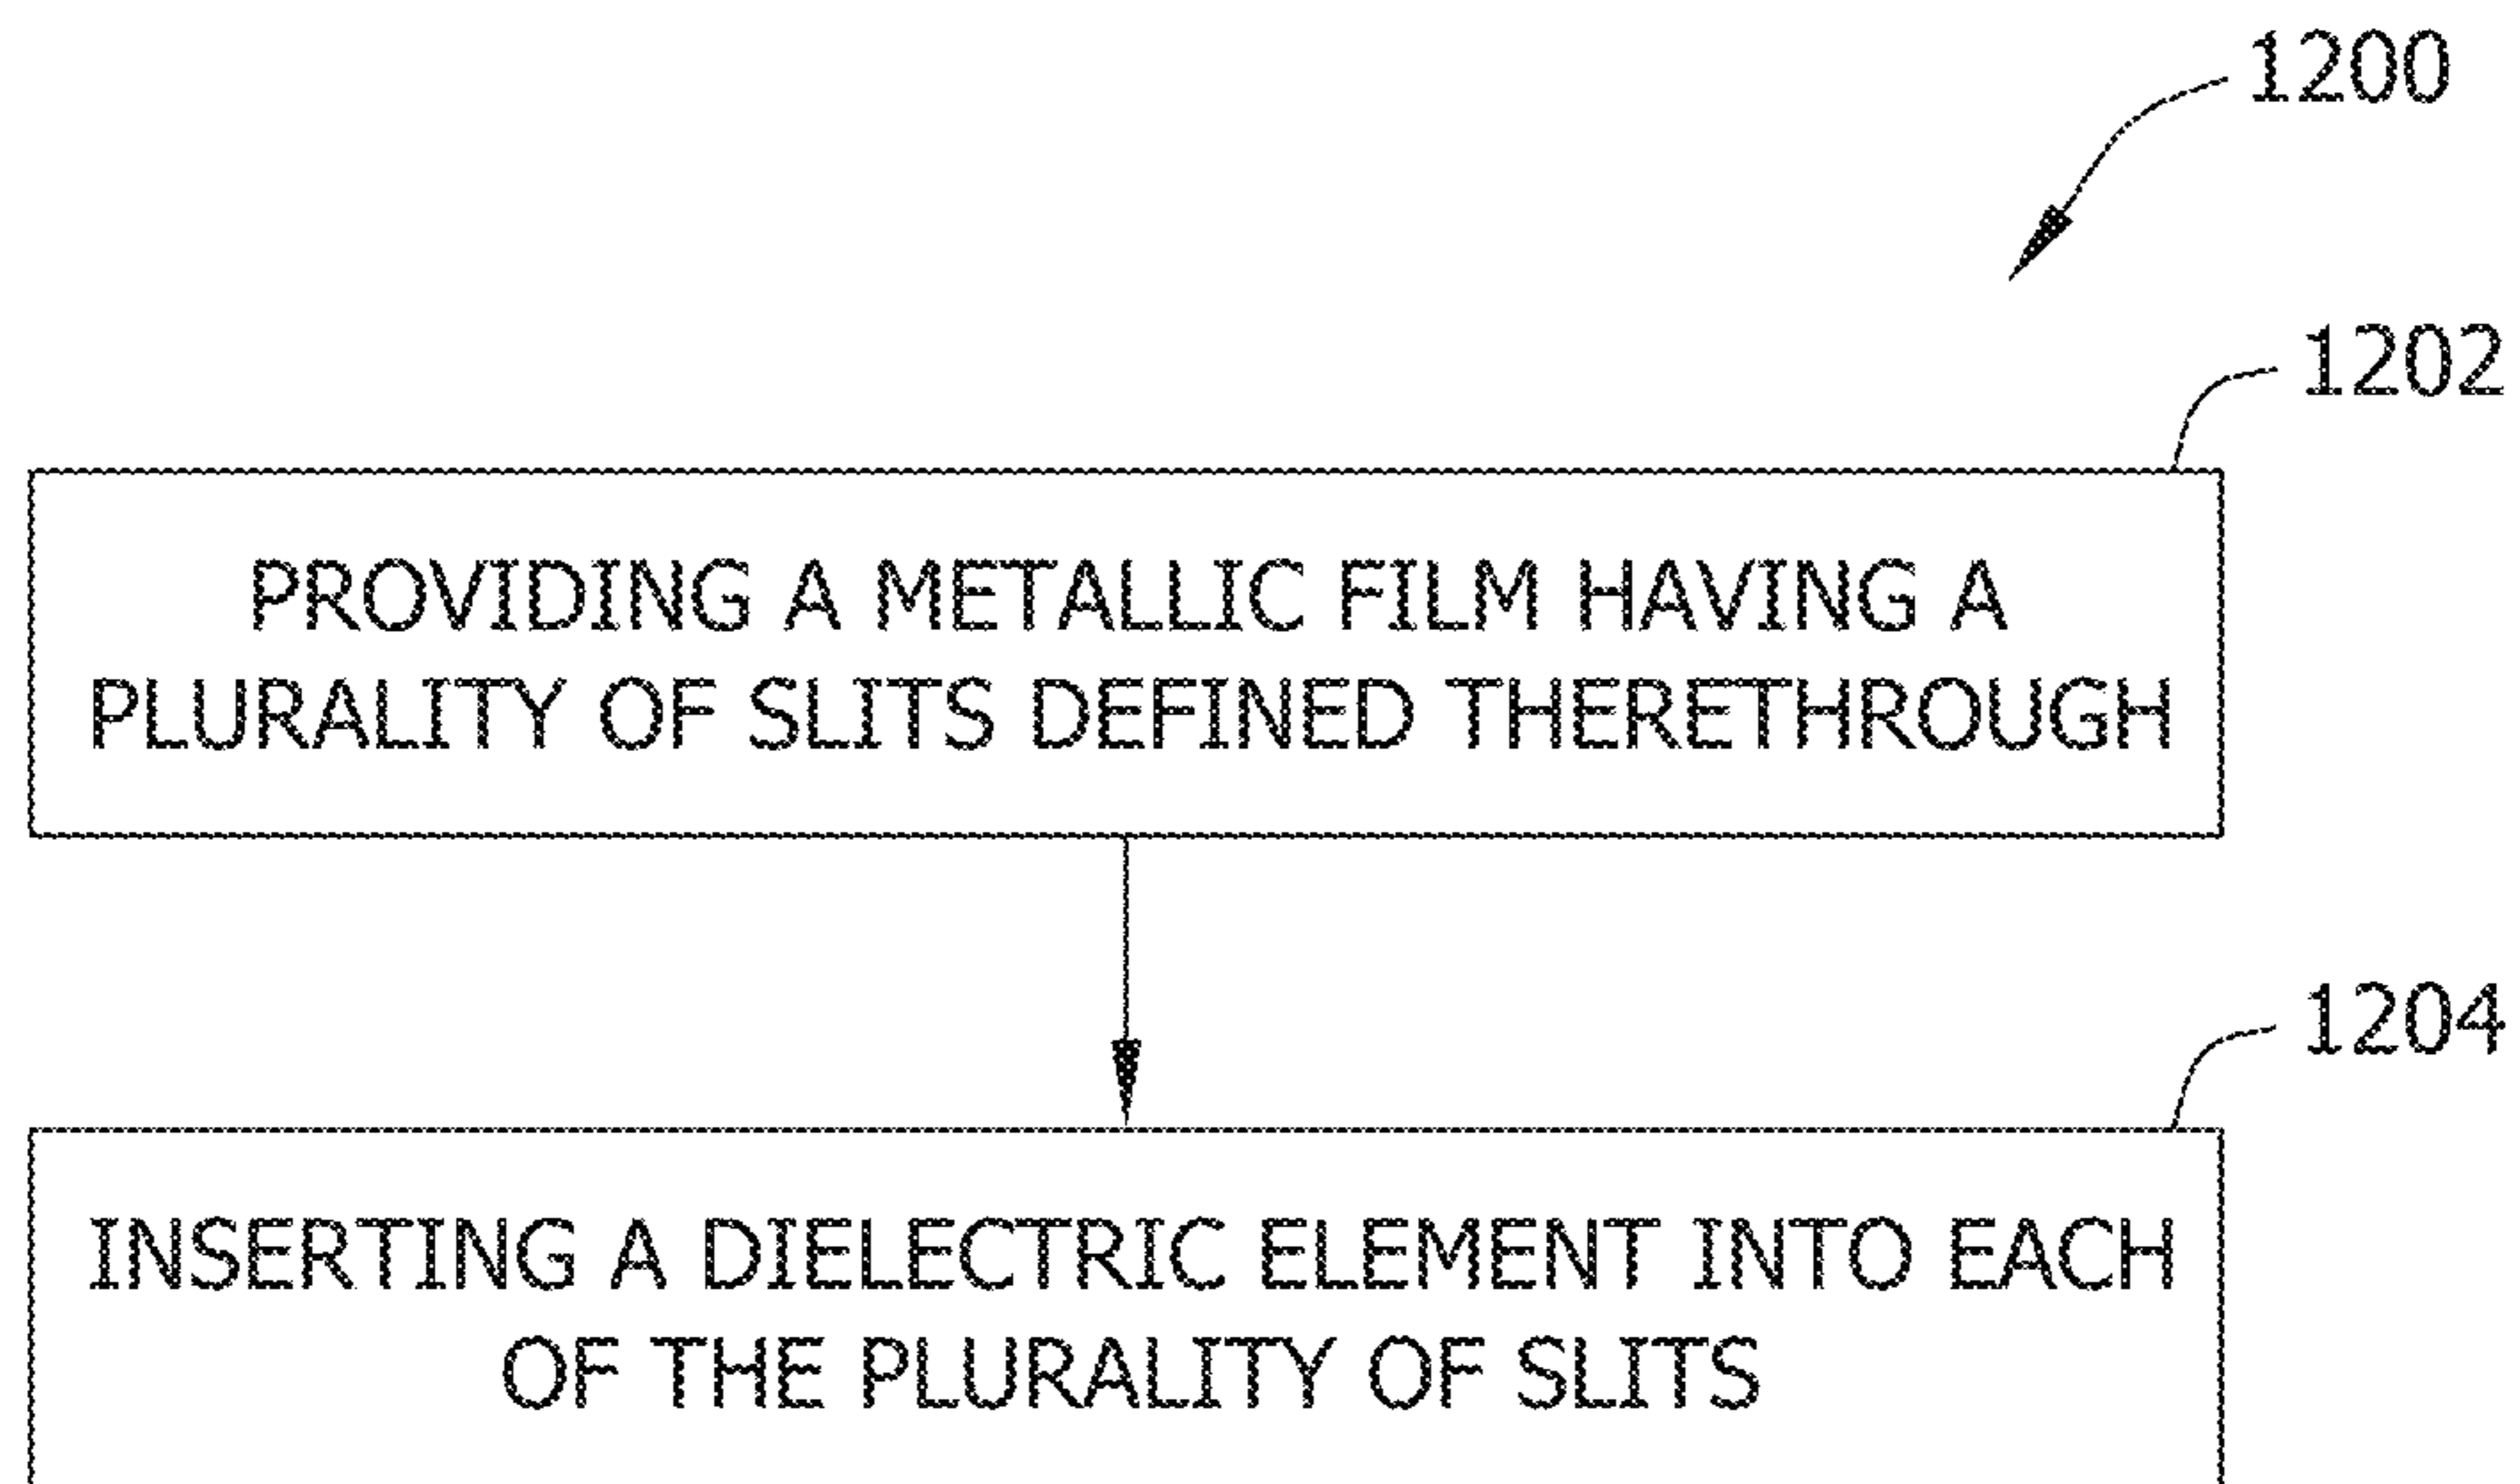 1200
1202
PROVIDING A METALLIC FILM HAVING A
PLURALITY OF SLITS DEFINED THERETHROUGH
1204
INSERTING A DIELECTRIC ELEMENT INTO EACH
OF THE PLURALITY OF SLITS